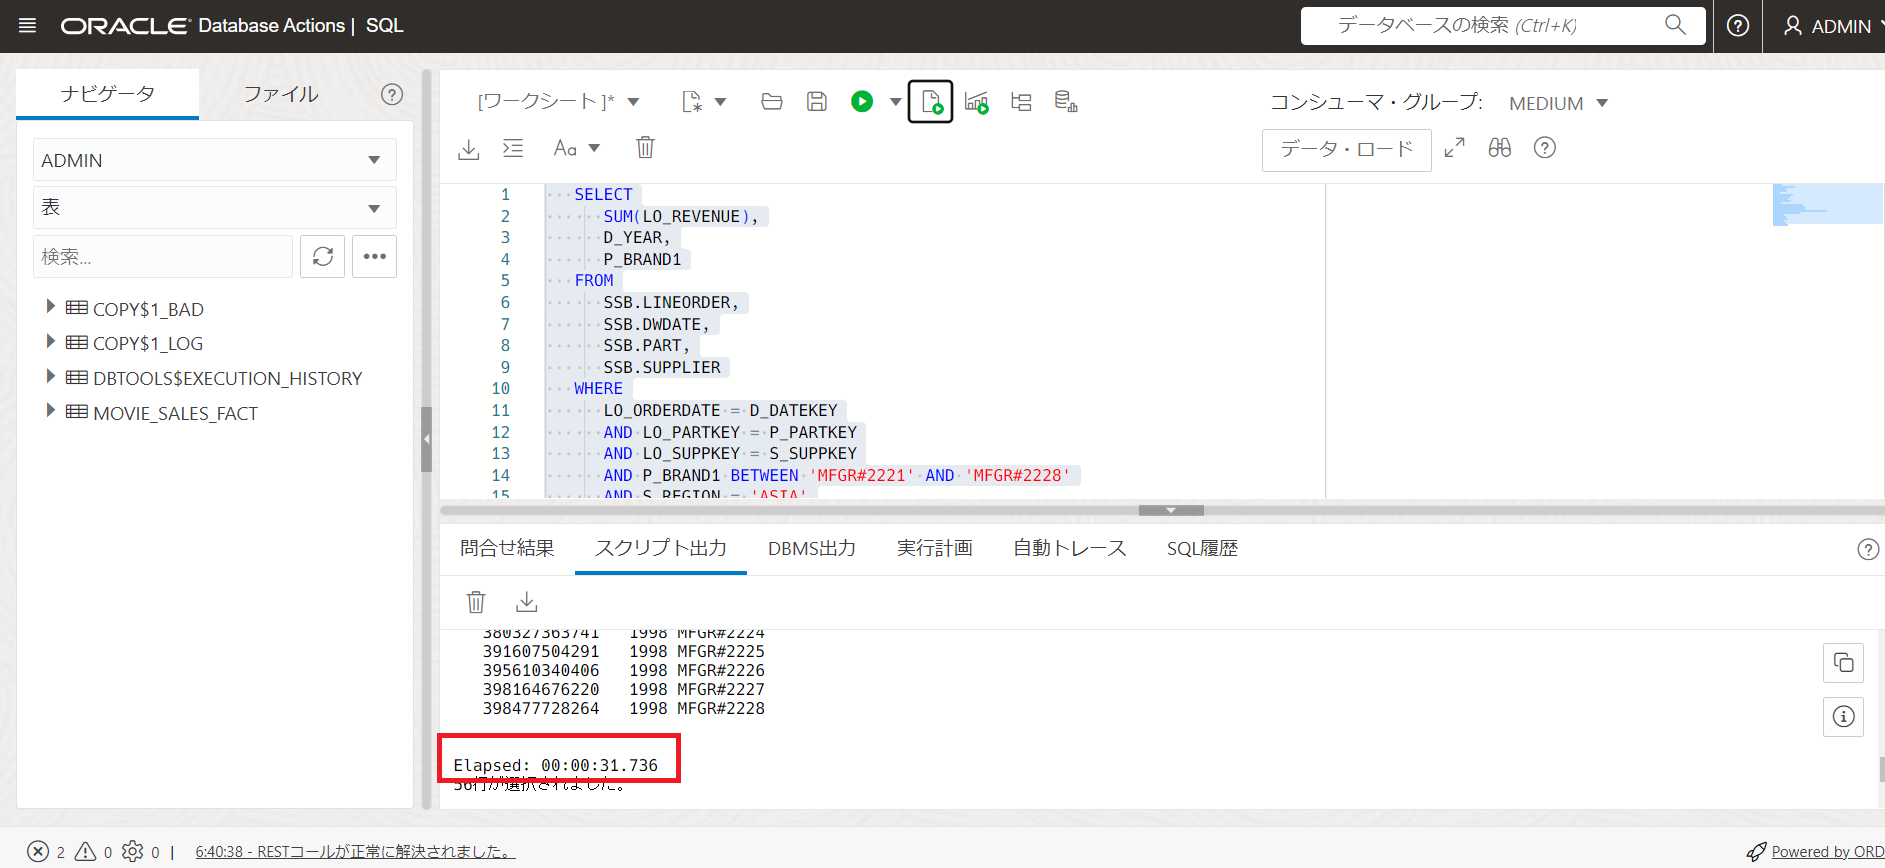 ORACLE Database Actions | SQL
データベースの検索 (Ctrl+K)
ADMIN
ナビゲータ
ファイル
ADMIN
表
検索...
COPY$1_BAD
COPY$1_LOG
DBTOOLS$EXECUTION_HISTORY
MOVIE_SALES_FACT
[ワークシート]*
コンシューマ・グループ: MEDIUM
Aa
データ・ロード
1 SELECT
2 SUM(LO_REVENUE),
3 D_YEAR,
4 P_BRAND1
5 FROM
6 SSB.LINEORDER,
7 SSB.DWDATE,
8 SSB.PART,
9 SSB.SUPPLIER
10 WHERE
11 LO_ORDERDATE = D_DATEKEY
12 AND LO_PARTKEY = P_PARTKEY
13 AND LO_SUPPKEY = S_SUPPKEY
14 AND P_BRAND1 BETWEEN 'MFGR#2221' AND 'MFGR#2228'
15 AND S_REGION = 'ASIA'
問合せ結果 スクリプト出力 DBMS出力 実行計画 自動トレース SQL履歴
380327363741 1998 MFGR#2224
391607504291 1998 MFGR#2225
395610340406 1998 MFGR#2226
398164676220 1998 MFGR#2227
398477728264 1998 MFGR#2228
Elapsed: 00:00:31.736
56行が選択されました。
2 0 0 | 6:40:38 - RESTコールが正常に解決されました。
Powered by ORD